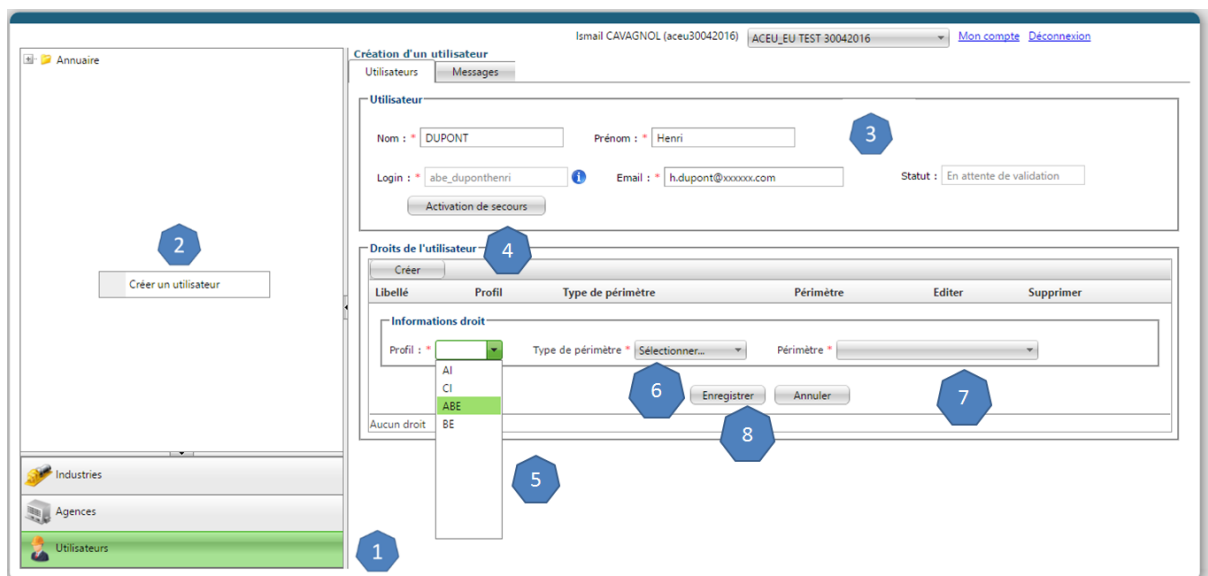 Ismail CAVAGNOL (aceu30042016) ACEU_EU TEST 30042016 Mon compte Déconnexion
Annuaire
Création d'un utilisateur
Utilisateurs Messages
Utilisateur
3
Nom : * DUPONT Prénom : * Henri
Login : * abe_duponthenri Email : * h.dupont@xxxxxx.com Statut : En attente de validation
Activation de secours
2
Créer un utilisateur
Droits de l'utilisateur 4
Créer
Libellé Profil Type de périmètre Périmètre Editer Supprimer
Informations droit
Profil : * Type de périmètre * Sélectionner... Périmètre *
AI
CI
ABE
BE
6
Enregistrer Annuler
7
Aucun droit
8
5
Industries
Agences
Utilisateurs
1